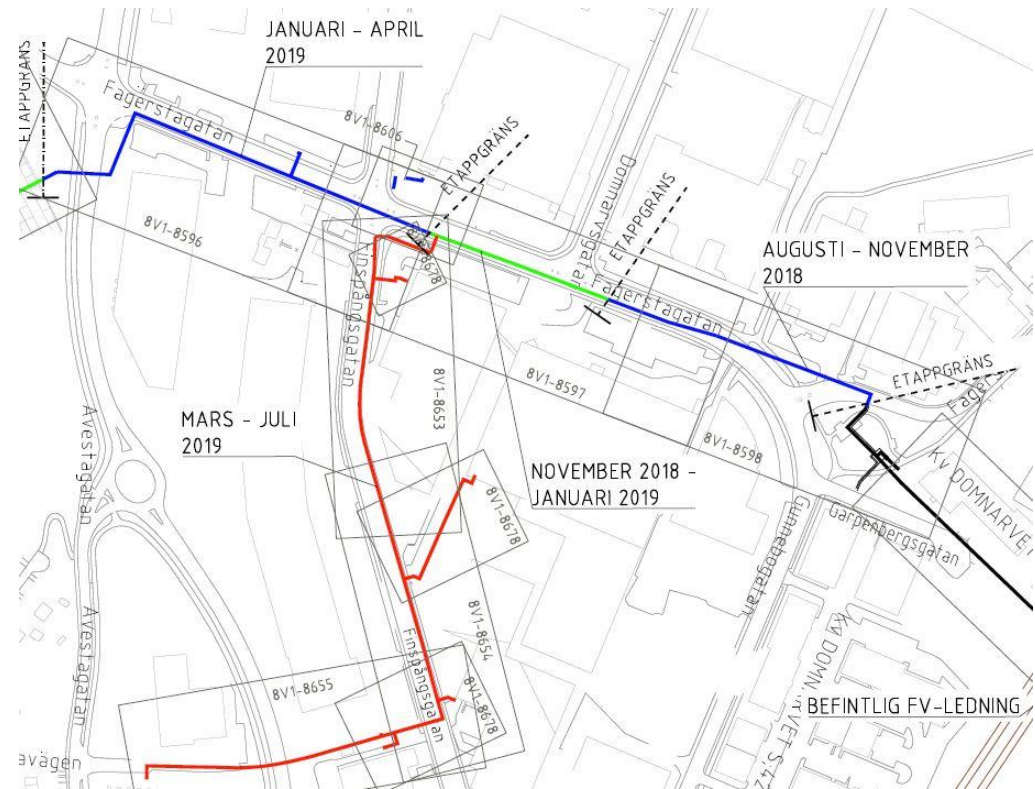 JANUARI - APRIL
2019
ETAPPGRÄNS
Fagerstagatan
8V1-8606
ETAPPGRÄNS
Domnarvsgatan
ETAPPGRÄNS
8V1-8596
8V1-8678
Finspångsgatan
Fagerstagatan
AUGUSTI - NOVEMBER
2018
ETAPPGRÄNS
Fage
8V1-8653
8V1-8597
8V1-8598
MARS - JULI
2019
Avestagatan
NOVEMBER 2018 -
JANUARI 2019
KV DOMNARVET
8V1-8678
Gunnebogatan
Garpenbergsgatan
Avestagatan
8V1-8654
Finspångsgatan
8V1-8655
8V1-8678
BEFINTLIG FV-LEDNING
avägen